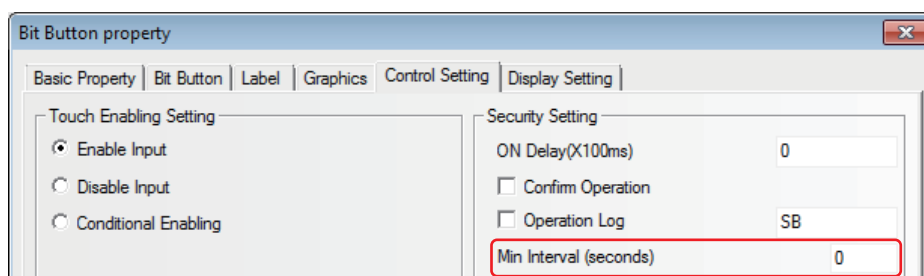 Bit Button property
Basic Property Bit Button Label Graphics Control Setting Display Setting
Touch Enabling Setting
Enable Input
Disable Input
Conditional Enabling
Security Setting
ON Delay(X100ms) 0
Confirm Operation
Operation Log SB
Min Interval (seconds) 0